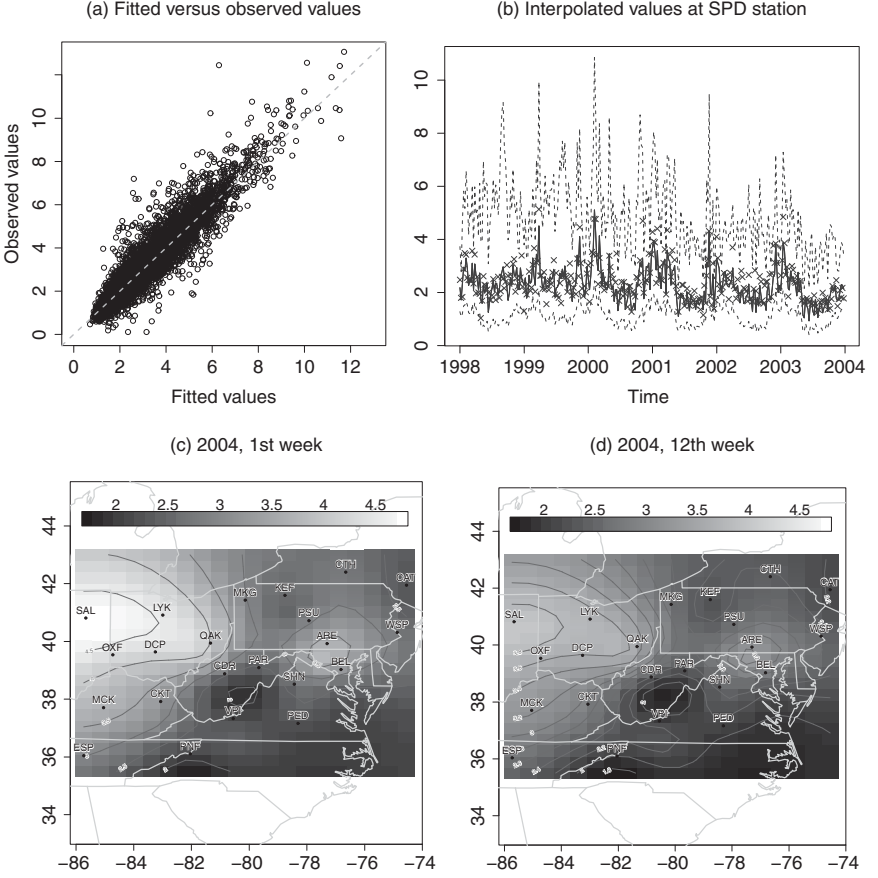 (a) Fitted versus observed values
Observed values
0 2 4 6 8 10
0 2 4 6 8 10 12
Fitted values
(b) Interpolated values at SPD station
0 2 4 6 8 10
1998 1999 2000 2001 2002 2003 2004
Time
(c) 2004, 1st week
2 2.5 3 3.5 4 4.5
44
42
40
38
36
34
CTH
CAT
KEF
MKG
SAL
LYK
PSU
WSP
QAK
ARE
OXF
DCP
BEL
CDR
PAR
SHN
MCK
CKT
VPI
PED
ESP
PNF
−86 −84 −82 −80 −78 −76 −74
(d) 2004, 12th week
2 2.5 3 3.5 4 4.5
44
42
40
38
36
34
CTH
CAT
KEF
MKG
SAL
LYK
PSU
WSP
QAK
ARE
OXF
DCP
BEL
CDR
PAR
SHN
MCK
CKT
VPI
PED
ESP
PNF
−86 −84 −82 −80 −78 −76 −74